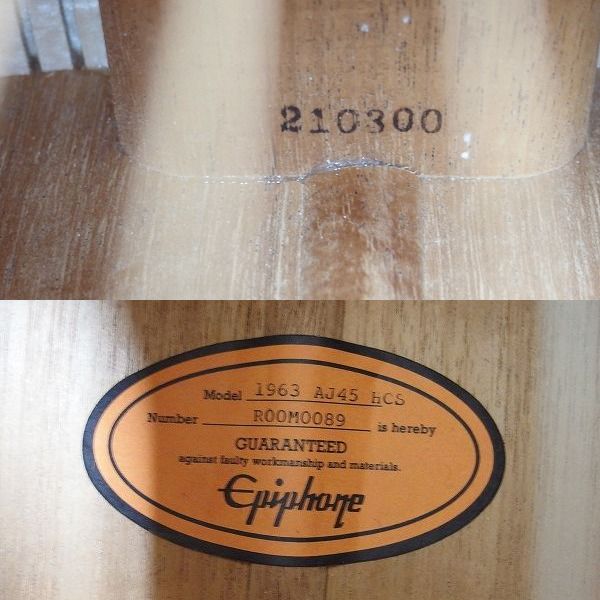 210300
Model 1963 AJ45 HCS
Number R00M0089 is hereby
GUARANTEED
against faulty workmanship and materials.
Epiphone